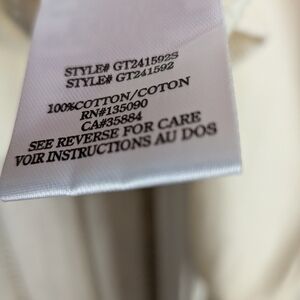 STYLE# GT241592S
STYLE# GT241592
100%COTTON/COTON
RN#135090
CA#35884
SEE REVERSE FOR CARE
VOIR INSTRUCTIONS AU DOS